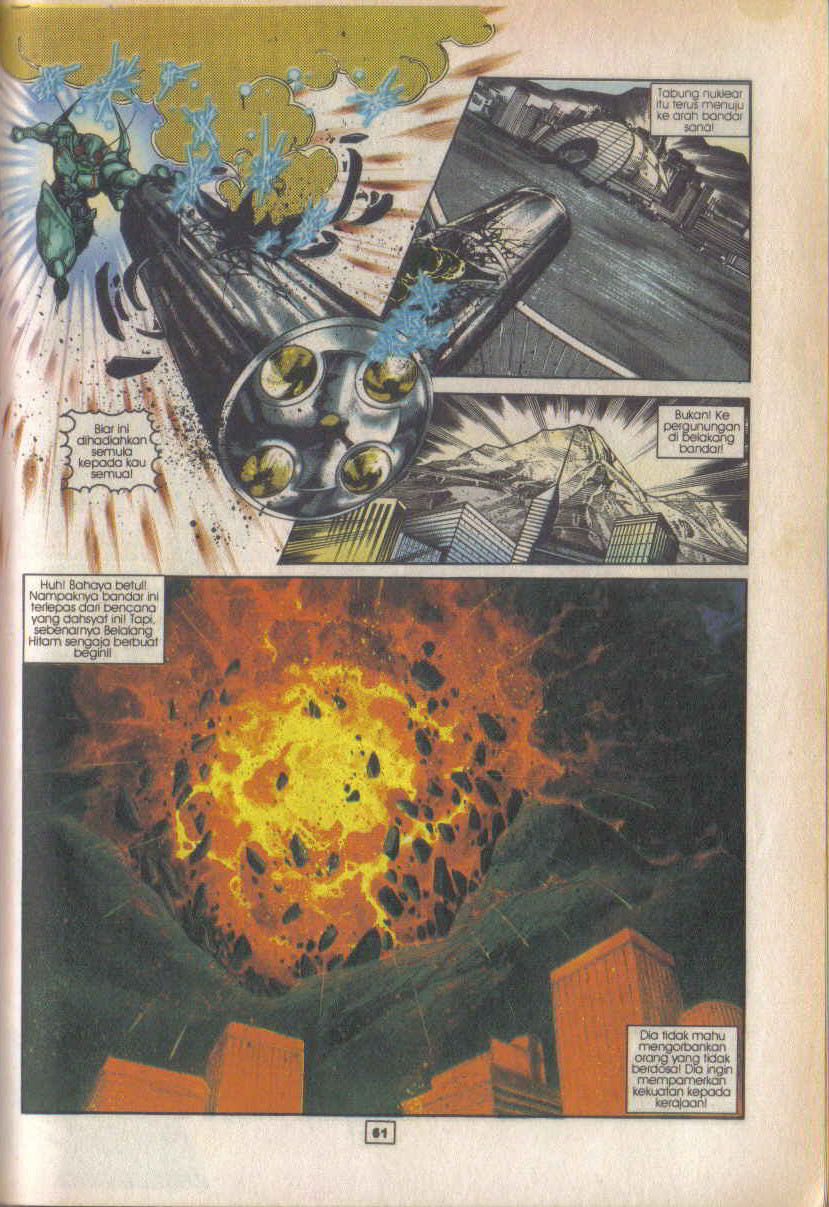 Tabung nuklear
itu terus menuju
ke arah bandar
sana!
Biar ini
dihadiahkan
semula
kepada kau
semua!
Bukan! Ke
pergunungan
di belakang
bandar!
Huh! Bahaya betul!
Nampaknya bandar ini
terlepas dari bencana
yang dahsyat ini! Tapi,
sebenarnya Belalang
Hitam sengaja berbuat
begini!
Dia tidak mahu
mengorbankan
orang yang tidak
berdosa! Dia ingin
mempamerkan
kekuatan kepada
kerajaan!
61